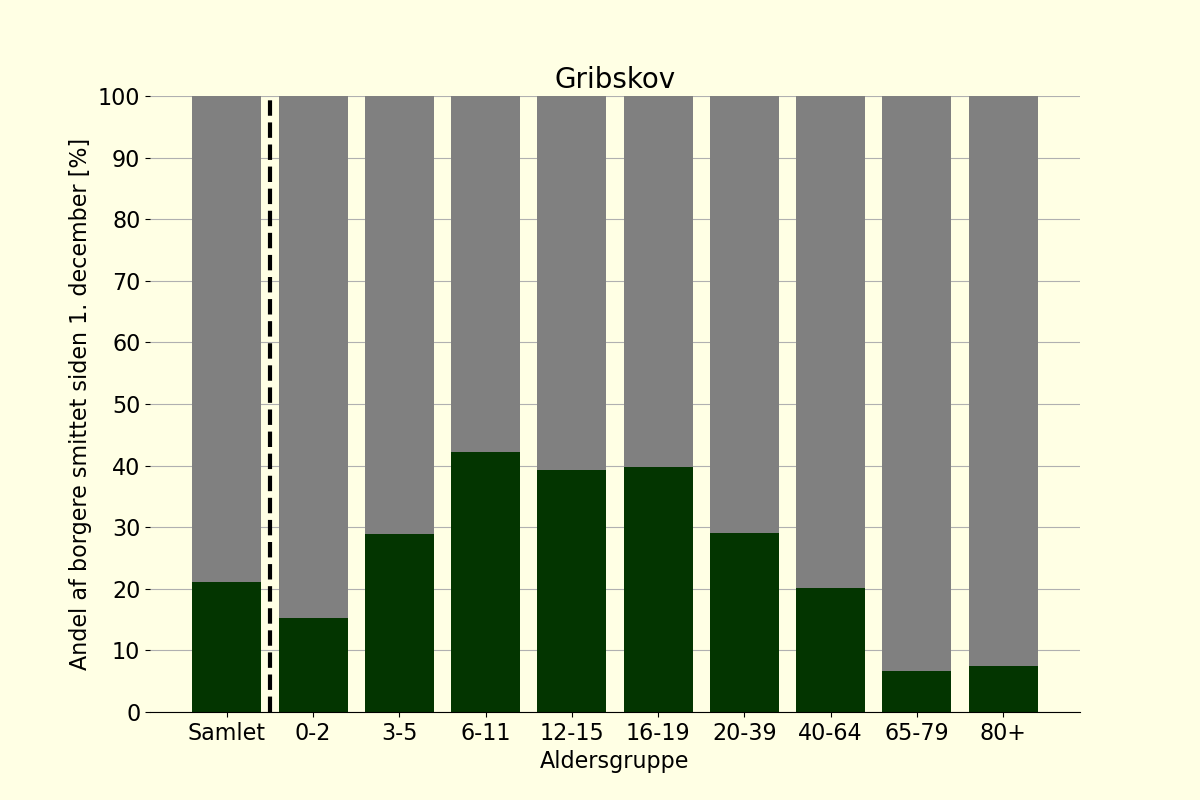 Gribskov
Andel af borgere smittet siden 1. december [%]
100
90
80
70
60
50
40
30
20
10
0
Samlet 0-2 3-5 6-11 12-15 16-19 20-39 40-64 65-79 80+
Aldersgruppe